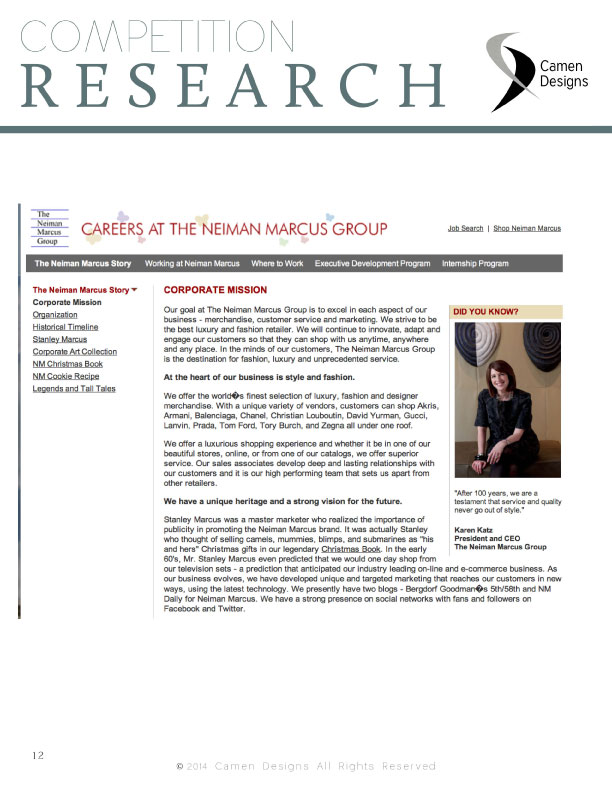 COMPETITION
RESEARCH
Camen
Designs
The
Neiman
Marcus
Group
CAREERS AT THE NEIMAN MARCUS GROUP
Job Search | Shop Neiman Marcus
The Neiman Marcus Story Working at Neiman Marcus Where to Work Executive Development Program Internship Program
The Neiman Marcus Story
Corporate Mission
Organization
Historical Timeline
Stanley Marcus
Corporate Art Collection
NM Christmas Book
NM Cookie Recipe
Legends and Tall Tales
CORPORATE MISSION
Our goal at The Neiman Marcus Group is to excel in each aspect of our
business - merchandise, customer service and marketing. We strive to be
the best luxury and fashion retailer. We will continue to innovate, adapt and
engage our customers so that they can shop with us anytime, anywhere
and any place. In the minds of our customers, The Neiman Marcus Group
is the destination for fashion, luxury and unprecedented service.
At the heart of our business is style and fashion.
We offer the world�s finest selection of luxury, fashion and designer
merchandise. With a unique variety of vendors, customers can shop Akris,
Armani, Balenciaga, Chanel, Christian Louboutin, David Yurman, Gucci,
Lanvin, Prada, Tom Ford, Tory Burch, and Zegna all under one roof.
We offer a luxurious shopping experience and whether it be in one of our
beautiful stores, online, or from one of our catalogs, we offer superior
service. Our sales associates develop deep and lasting relationships with
our customers and it is our high performing team that sets us apart from
other retailers.
We have a unique heritage and a strong vision for the future.
Stanley Marcus was a master marketer who realized the importance of
publicity in promoting the Neiman Marcus brand. It was actually Stanley
who thought of selling camels, mummies, blimps, and submarines as "his
and hers" Christmas gifts in our legendary Christmas Book. In the early
60's, Mr. Stanley Marcus even predicted that we would one day shop from
our television sets - a prediction that anticipated our industry leading on-line and e-commerce business. As
our business evolves, we have developed unique and targeted marketing that reaches our customers in new
ways, using the latest technology. We presently have two blogs - Bergdorf Goodman�s 5th/58th and NM
Daily for Neiman Marcus. We have a strong presence on social networks with fans and followers on
Facebook and Twitter.
DID YOU KNOW?
"After 100 years, we are a
testament that service and quality
never go out of style."
Karen Katz
President and CEO
The Neiman Marcus Group
12
© 2014 Camen Designs All Rights Reserved